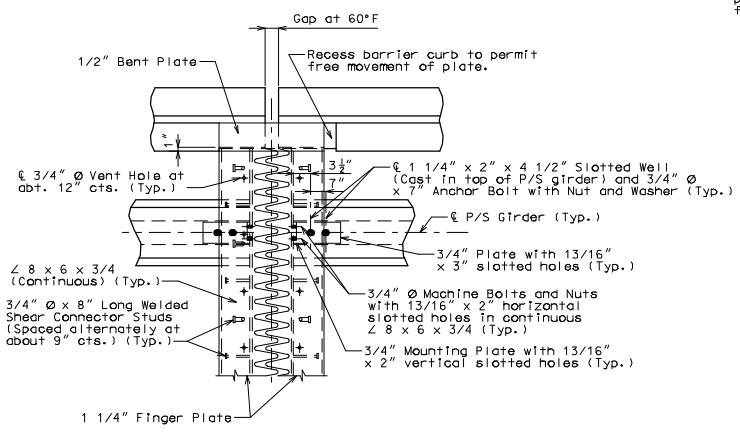 Gap at 60°F
1/2" Bent Plate
Recess barrier curb to permit
free movement of plate.
1"
℄ 3/4" Ø Vent Hole at
abt. 12" cts. (Typ.)
3 1/2"
7"
℄ 1 1/4" x 2" x 4 1/2" Slotted Well
(Cast in top of P/S girder) and 3/4" Ø
x 7" Anchor Bolt with Nut and Washer (Typ.)
℄ P/S Girder (Typ.)
3/4" Plate with 13/16"
x 3" slotted holes (Typ.)
∠ 8 x 6 x 3/4
(Continuous) (Typ.)
3/4" Ø x 8" Long Welded
Shear Connector Studs
(Spaced alternately at
about 9" cts.) (Typ.)
3/4" Ø Machine Bolts and Nuts
with 13/16" x 2" horizontal
slotted holes in continuous
∠ 8 x 6 x 3/4 (Typ.)
3/4" Mounting Plate with 13/16"
x 2" vertical slotted holes (Typ.)
1 1/4" Finger Plate